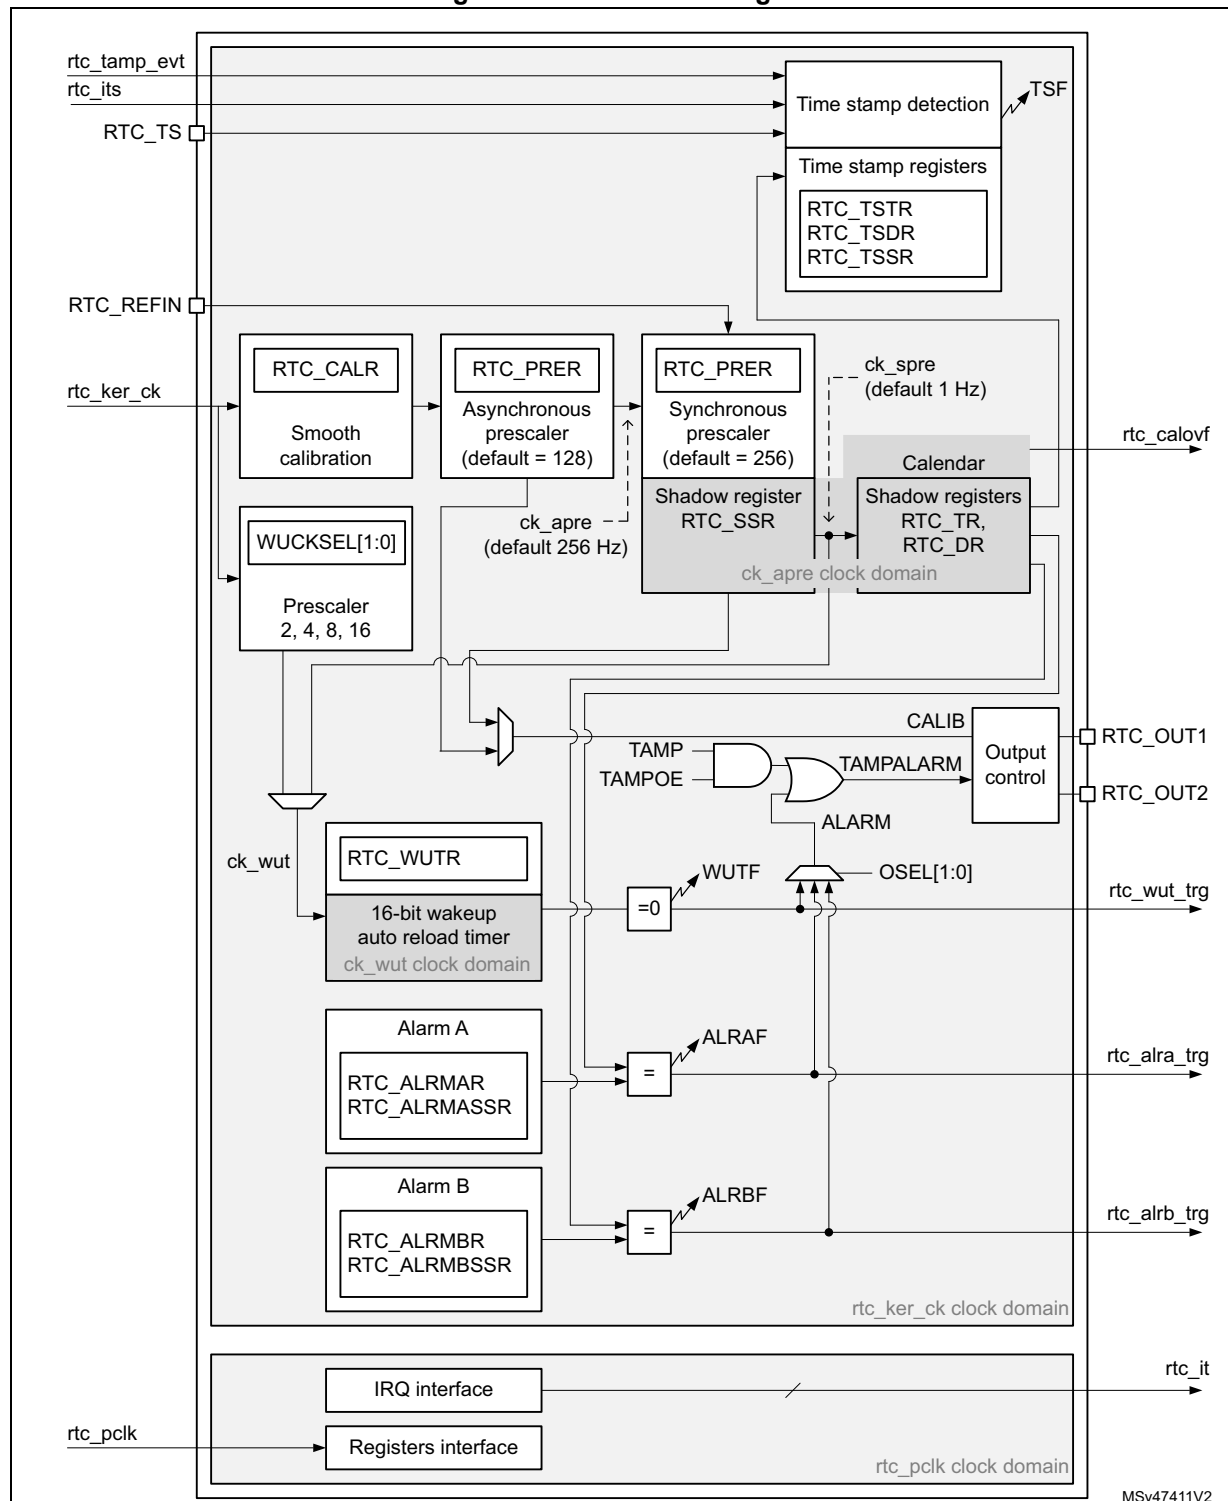 rtc_tamp_evt
rtc_its
RTC_TS
Time stamp detection
TSF
Time stamp registers
RTC_TSTR
RTC_TSDR
RTC_TSSR
RTC_REFIN
rtc_ker_ck
RTC_CALR
Smooth
calibration
RTC_PRER
Asynchronous
prescaler
(default = 128)
RTC_PRER
Synchronous
prescaler
(default = 256)
ck_spre
(default 1 Hz)
rtc_calovf
Calendar
Shadow register
RTC_SSR
Shadow registers
RTC_TR,
RTC_DR
ck_apre
(default 256 Hz)
ck_apre clock domain
WUCKSEL[1:0]
Prescaler
2, 4, 8, 16
CALIB
TAMP
TAMPOE
TAMPALARM
Output
control
RTC_OUT1
RTC_OUT2
ALARM
OSEL[1:0]
ck_wut
RTC_WUTR
16-bit wakeup
auto reload timer
ck_wut clock domain
=0
WUTF
rtc_wut_trg
Alarm A
RTC_ALRMAR
RTC_ALRMASSR
=
ALRAF
rtc_alra_trg
Alarm B
RTC_ALRMBR
RTC_ALRMBSSR
=
ALRBF
rtc_alrb_trg
rtc_ker_ck clock domain
IRQ interface
rtc_it
rtc_pclk
Registers interface
rtc_pclk clock domain
MSv47411V2